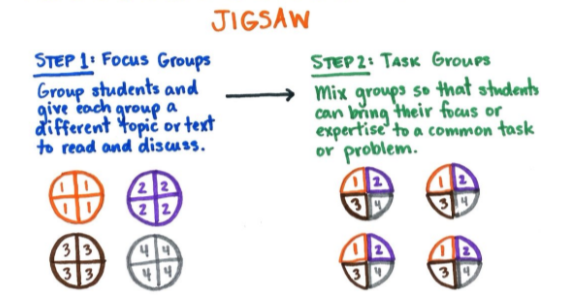 JIGSAW
STEP 1: FOCUS GROUPS
Group students and
give each group a
different topic or text
to read and discuss.
STEP 2: TASK GROUPS
Mix groups so that students
can bring their focus or
expertise to a common task
or problem.
1 1
1 1
2 2
2 2
3 3
3 3
4 4
4 4
1 2
3 4
1 2
3 4
1 2
3 4
1 2
3 4